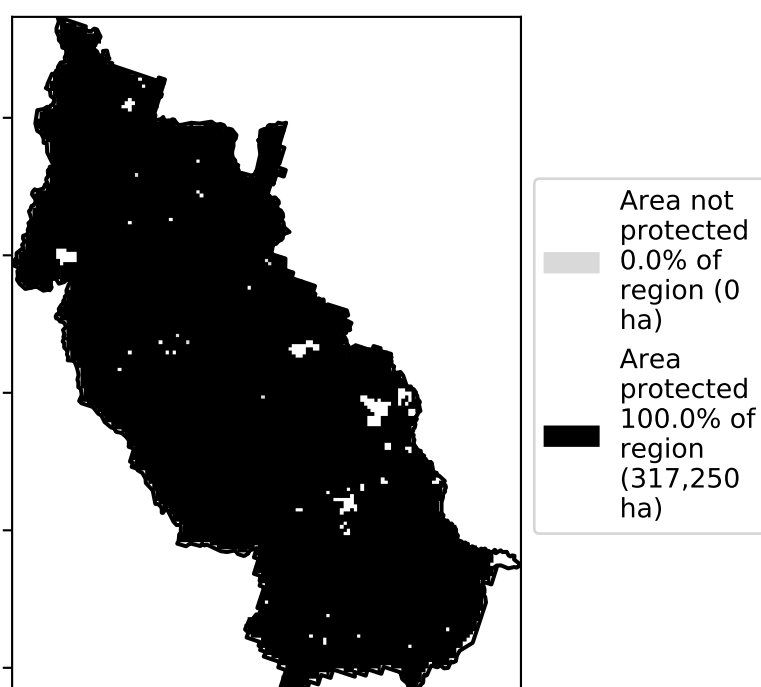 Area not
protected
0.0% of
region (0
ha)
Area
protected
100.0% of
region
(317,250
ha)